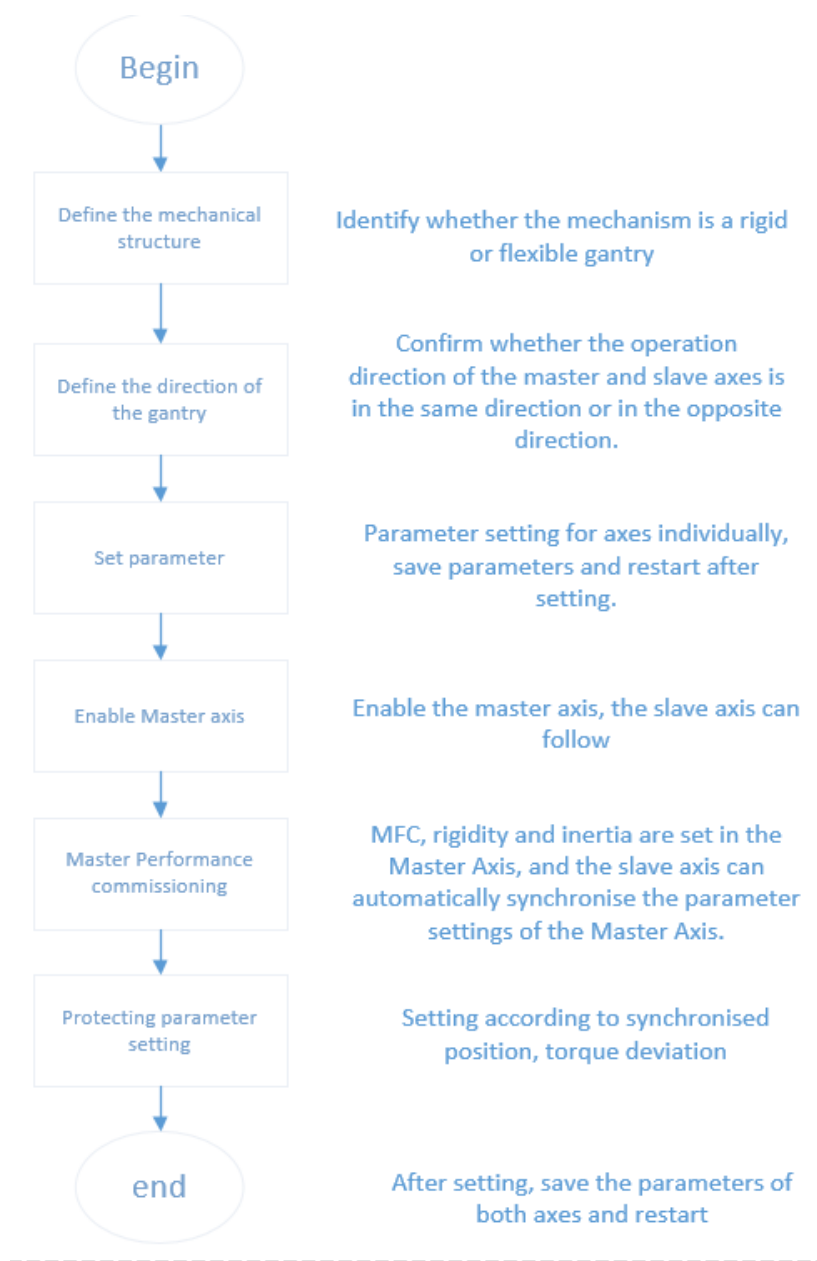 Begin
Define the mechanical
structure
Identify whether the mechanism is a rigid
or flexible gantry
Define the direction of
the gantry
Confirm whether the operation
direction of the master and slave axes is
in the same direction or in the opposite
direction.
Set parameter
Parameter setting for axes individually,
save parameters and restart after
setting.
Enable Master axis
Enable the master axis, the slave axis can
follow
Master Performance
commissioning
MFC, rigidity and inertia are set in the
Master Axis, and the slave axis can
automatically synchronise the parameter
settings of the Master Axis.
Protecting parameter
setting
Setting according to synchronised
position, torque deviation
end
After setting, save the parameters of
both axes and restart